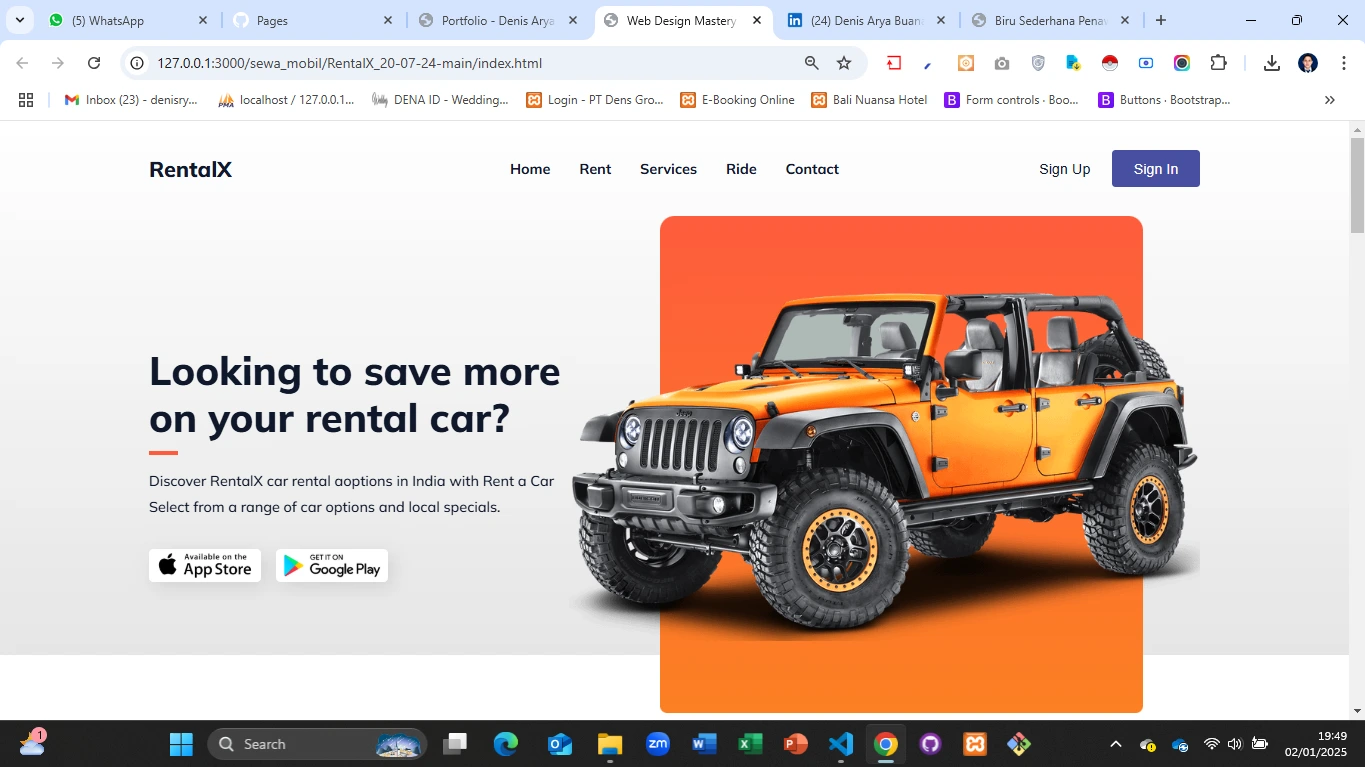 (5) WhatsApp
Pages
Portfolio - Denis Arya
Web Design Mastery
(24) Denis Arya Buan
Biru Sederhana Pena
127.0.0.1:3000/sewa_mobil/RentalX_20-07-24-main/index.html
Inbox (23) - denisry...
localhost / 127.0.0.1...
DENA ID - Wedding...
Login - PT Dens Gro...
E-Booking Online
Bali Nuansa Hotel
Form controls · Boo...
Buttons · Bootstrap...
RentalX
Home
Rent
Services
Ride
Contact
Sign Up
Sign In
Looking to save more
on your rental car?
Discover RentalX car rental aoptions in India with Rent a Car
Select from a range of car options and local specials.
Available on the
App Store
GET IT ON
Google Play
Jeep
1
Search
zm
19:49
02/01/2025